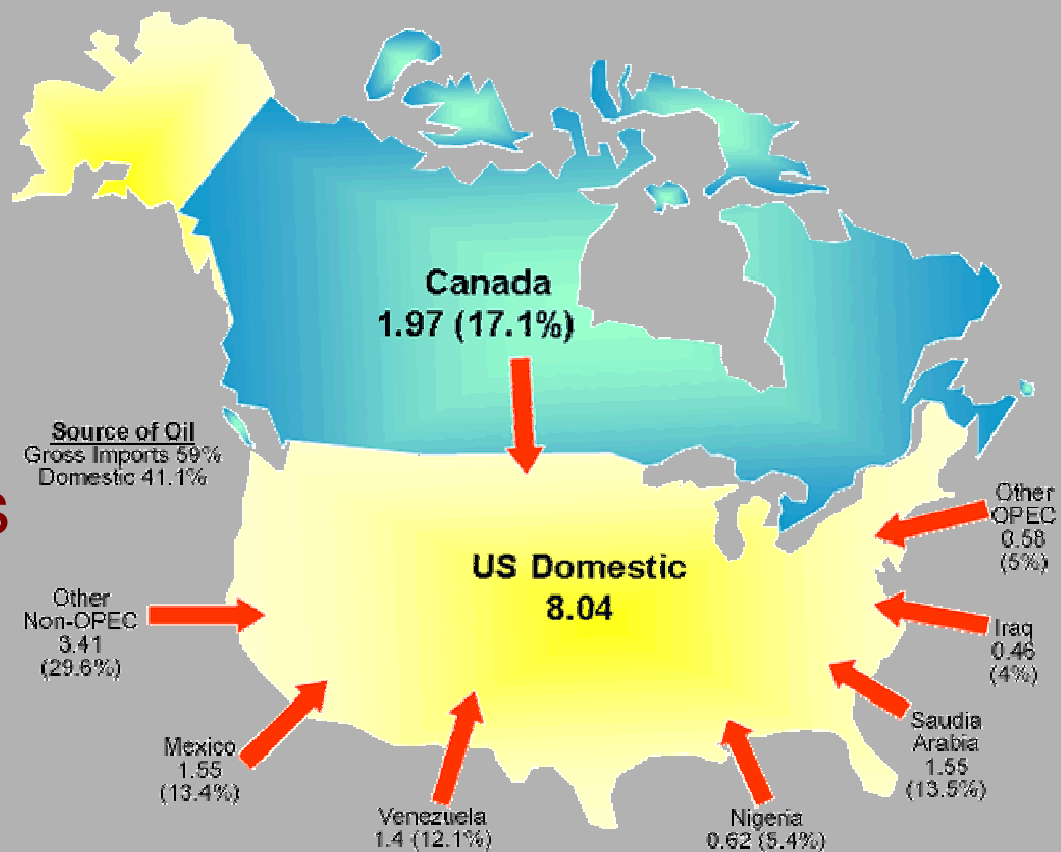 Canada
1.97 (17.1%)
Source of Oil
Gross Imports 59%
Domestic 41.1%
S
US Domestic
8.04
Other
OPEC
0.58
(5%)
Other
Non-OPEC
3.41
(29.6%)
Iraq
0.46
(4%)
Mexico
1.55
(13.4%)
Saudia
Arabia
1.55
(13.5%)
Venezuela
1.4 (12.1%)
Nigeria
0.62 (5.4%)